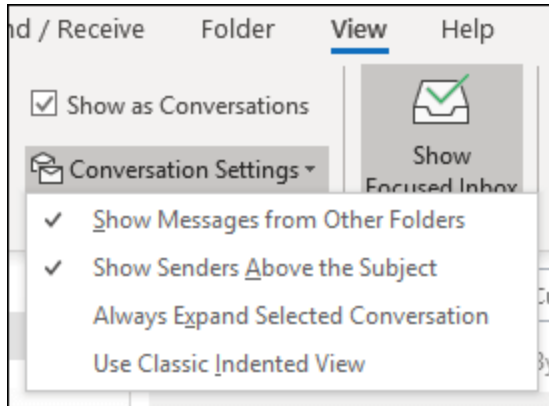 / Receive Folder View Help
Show as Conversations
Conversation Settings
Show
Focused Inbox
Show Messages from Other Folders
Show Senders Above the Subject
Always Expand Selected Conversation
Use Classic Indented View